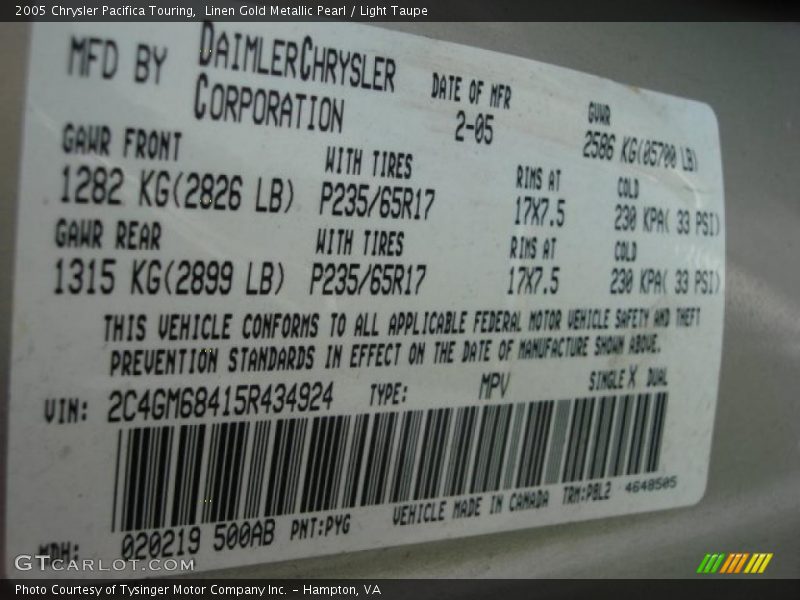 2005 Chrysler Pacifica Touring, Linen Gold Metallic Pearl / Light Taupe
MFD BY DAIMLERCHRYSLER CORPORATION DATE OF MFR 2-05 GVWR 2586 KG(05700 LB)
GAWR FRONT WITH TIRES RIMS AT COLD
1282 KG(2826 LB) P235/65R17 17X7.5 230 KPA( 33 PSI)
GAWR REAR WITH TIRES RIMS AT COLD
1315 KG(2899 LB) P235/65R17 17X7.5 230 KPA( 33 PSI)
THIS VEHICLE CONFORMS TO ALL APPLICABLE FEDERAL MOTOR VEHICLE SAFETY AND THEFT
PREVENTION STANDARDS IN EFFECT ON THE DATE OF MANUFACTURE SHOWN ABOVE.
VIN: 2C4GM68415R434924 TYPE: MPV SINGLE X DUAL
MDH: 020219 500AB PNT:PYG VEHICLE MADE IN CANADA TRM:PBL2 4648505
GTCarlot.com
Photo Courtesy of Tysinger Motor Company Inc. – Hampton, VA